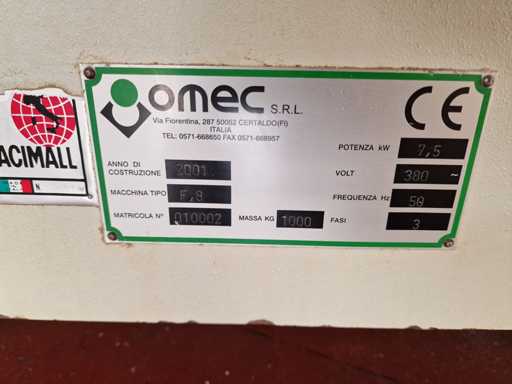 omec S.R.L.
Via Fiorentina, 287 50052 CERTALDO(FI)
ITALIA
TEL: 0571-668650 FAX 0571-668957
CE
POTENZA kW 7,5
ANNO DI
COSTRUZIONE 2001
VOLT 380 ~
MACCHINA TIPO F.8
FREQUENZA Hz 50
MATRICOLA N° 010002 MASSA KG 1000 FASI 3
ACIMALL
N